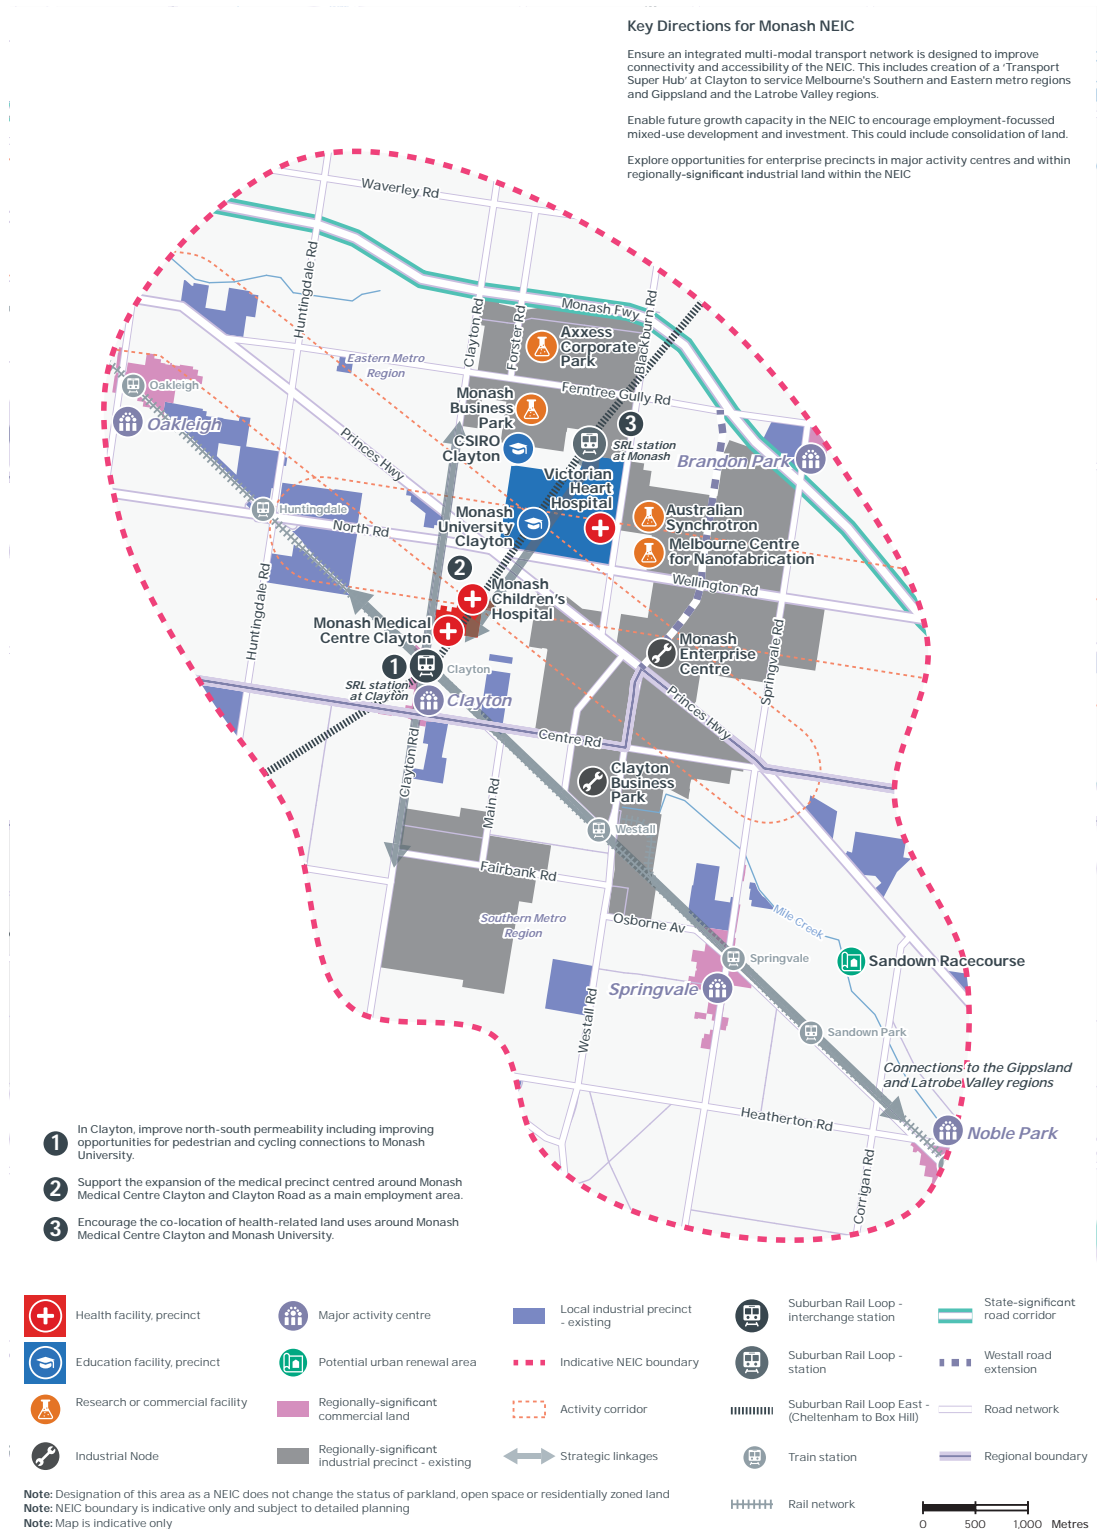 Key Directions for Monash NEIC
Ensure an integrated multi-modal transport network is designed to improve
connectivity and accessibility of the NEIC. This includes creation of a 'Transport
Super Hub' at Clayton to service Melbourne's Southern and Eastern metro regions
and Gippsland and the Latrobe Valley regions.
Enable future growth capacity in the NEIC to encourage employment-focussed
mixed-use development and investment. This could include consolidation of land.
Explore opportunities for enterprise precincts in major activity centres and within
regionally-significant industrial land within the NEIC
Waverley Rd
Huntingdale Rd
Clayton Rd
Forster Rd
Monash Fwy
Blackburn Rd
Axxess
Corporate
Park
Eastern Metro
Region
Oakleigh
Oakleigh
Ferntree Gully Rd
Monash
Business
Park
3
SRL station
at Monash
CSIRO
Clayton
Princes Hwy
Brandon Park
Victorian
Heart
Hospital
Huntingdale
North Rd
Monash
University
Clayton
Australian
Synchrotron
Melbourne Centre
for Nanofabrication
2
Wellington Rd
Huntingdale Rd
Monash
Children's
Hospital
Monash Medical
Centre Clayton
Springvale Rd
Monash
Enterprise
Centre
1
Clayton
SRL station
at Clayton
Clayton
Princes Hwy
Centre Rd
Clayton Rd
Clayton
Business
Park
Main Rd
Westall
Fairbank Rd
Southern Metro
Region
Osborne Av
Mile Creek
Springvale
Sandown Racecourse
Springvale
Westall Rd
Sandown Park
Connections to the Gippsland
and Latrobe Valley regions
Heatherton Rd
Noble Park
Corrigan Rd
1 In Clayton, improve north-south permeability including improving
opportunities for pedestrian and cycling connections to Monash
University.
2 Support the expansion of the medical precinct centred around Monash
Medical Centre Clayton and Clayton Road as a main employment area.
3 Encourage the co-location of health-related land uses around Monash
Medical Centre Clayton and Monash University.
Health facility, precinct
Education facility, precinct
Research or commercial facility
Industrial Node
Major activity centre
Potential urban renewal area
Regionally-significant
commercial land
Regionally-significant
industrial precinct - existing
Local industrial precinct
- existing
Indicative NEIC boundary
Activity corridor
Strategic linkages
Suburban Rail Loop -
interchange station
Suburban Rail Loop -
station
Suburban Rail Loop East -
(Cheltenham to Box Hill)
Train station
Rail network
State-significant
road corridor
Westall road
extension
Road network
Regional boundary
Note: Designation of this area as a NEIC does not change the status of parkland, open space or residentially zoned land
Note: NEIC boundary is indicative only and subject to detailed planning
Note: Map is indicative only
0 500 1,000 Metres